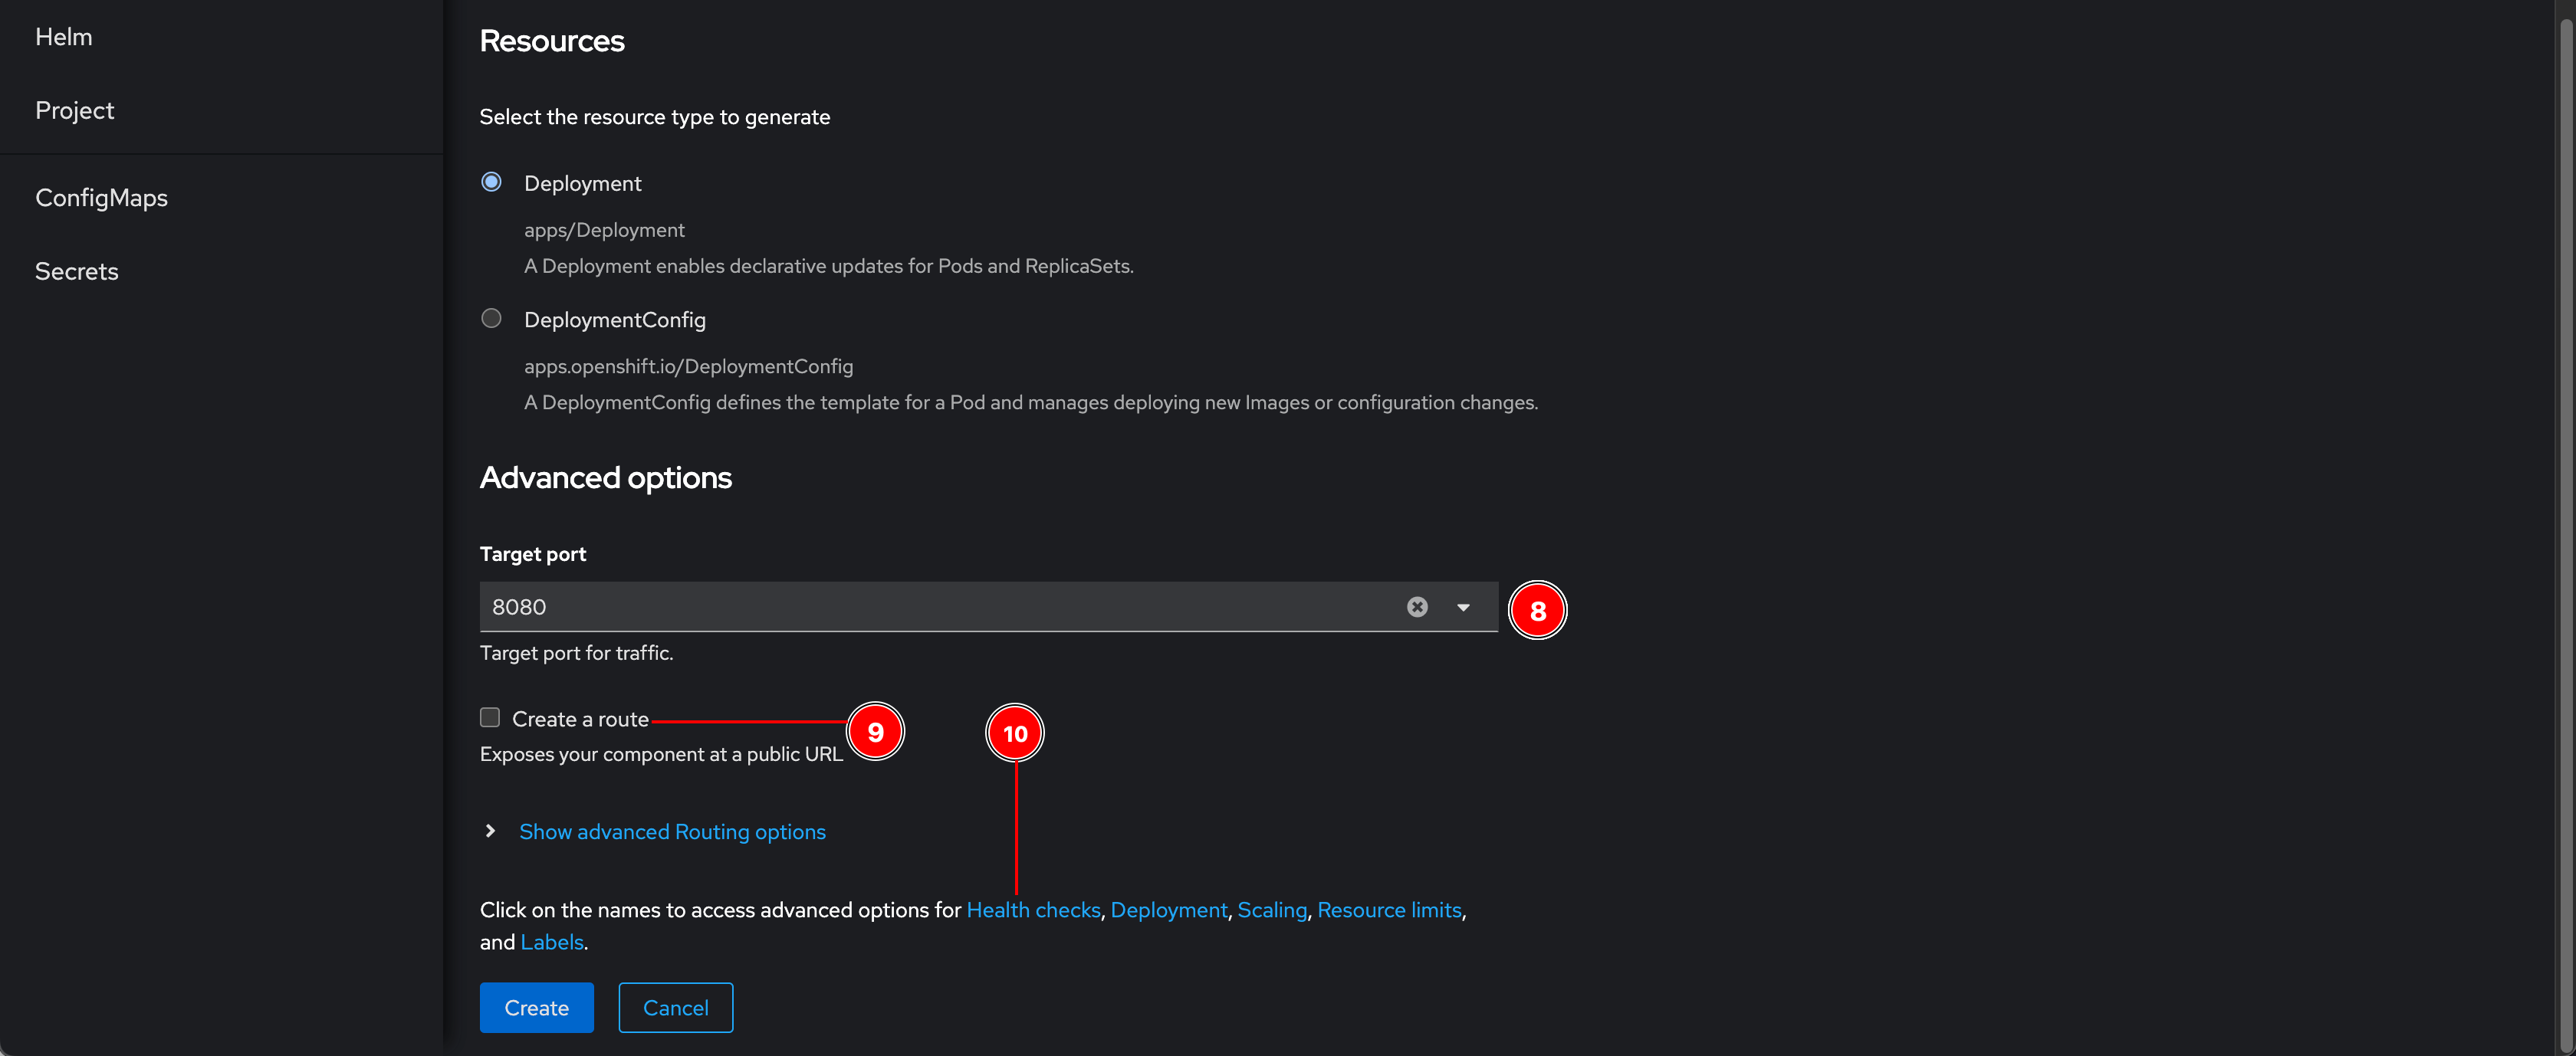 Helm
Project
ConfigMaps
Secrets
Resources
Select the resource type to generate
Deployment
apps/Deployment
A Deployment enables declarative updates for Pods and ReplicaSets.
DeploymentConfig
apps.openshift.io/DeploymentConfig
A DeploymentConfig defines the template for a Pod and manages deploying new Images or configuration changes.
Advanced options
Target port
8080
8
Target port for traffic.
Create a route
9
10
Exposes your component at a public URL
Show advanced Routing options
Click on the names to access advanced options for Health checks, Deployment, Scaling, Resource limits,
and Labels.
Create
Cancel